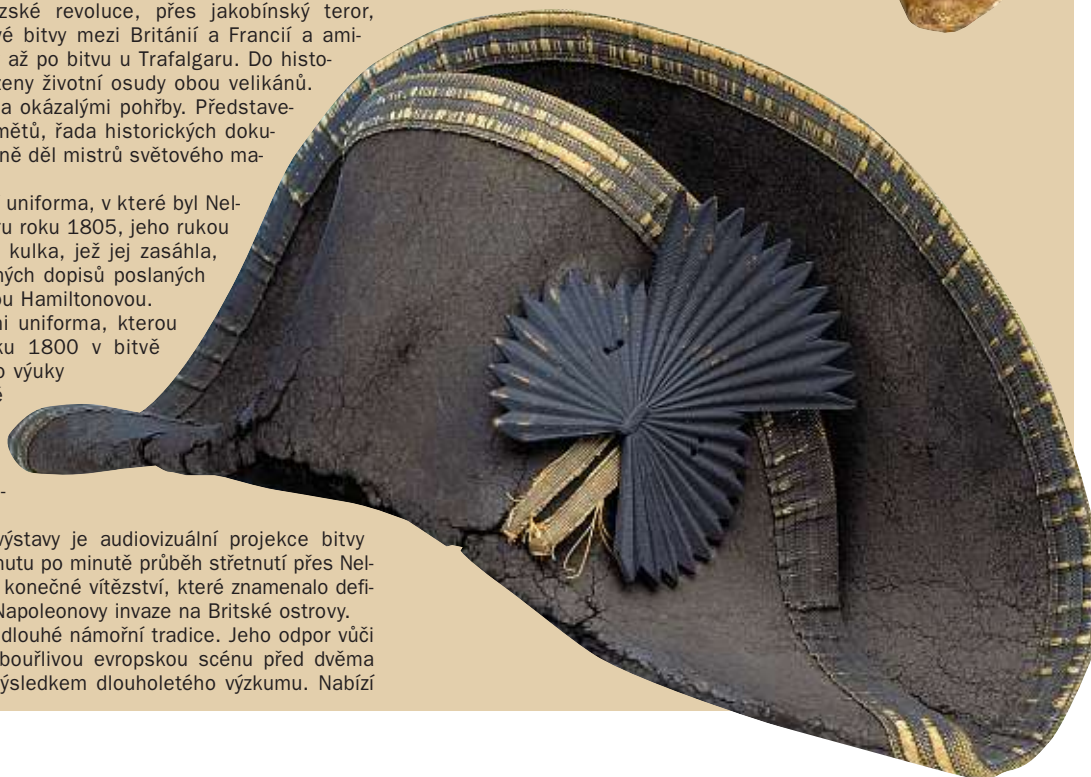 zské revoluce, přes jakobínský teror,
vé bitvy mezi Británií a Francií a ami-
až po bitvu u Trafalgaru. Do histo-
ženy životní osudy obou velikánů.
a okázalými pohřby. Představe-
mětů, řada historických doku-
ně děl mistrů světového ma-
uniforma, v které byl Nel-
ru roku 1805, jeho rukou
kulka, jež jej zasáhla,
ných dopisů poslaných
ou Hamiltonovou.
ni uniforma, kterou
ku 1800 v bitvě
o výuky
é
-
výstavy je audiovizuální projekce bitvy
nutu po minutě průběh střetnutí přes Nel-
konečné vítězství, které znamenalo defi-
Napoleonovy invaze na Britské ostrovy.
dlouhé námořní tradice. Jeho odpor vůči
bouřlivou evropskou scénu před dvěma
ýsledkem dlouholetého výzkumu. Nabízí